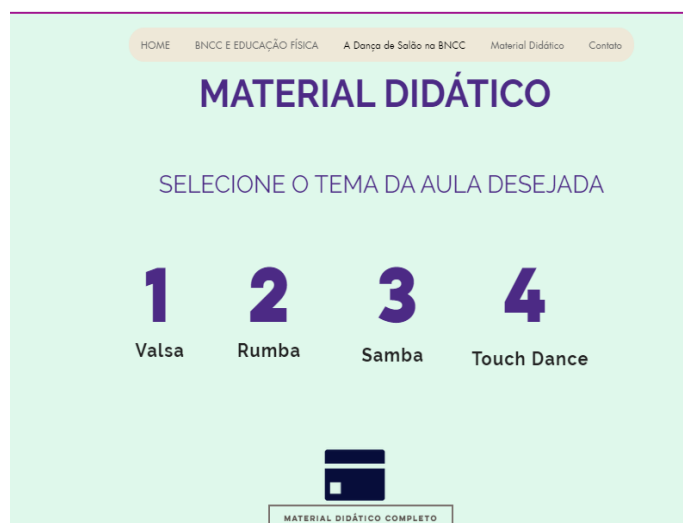 HOME BNCC E EDUCAÇÃO FÍSICA A Dança de Salão na BNCC Material Didático Contato
MATERIAL DIDÁTICO
SELECIONE O TEMA DA AULA DESEJADA
1 2 3 4
Valsa Rumba Samba Touch Dance
MATERIAL DIDÁTICO COMPLETO